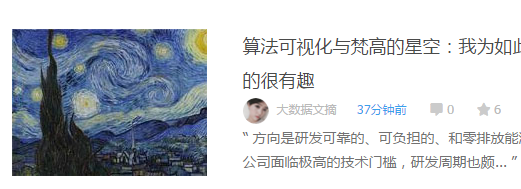 算法可视化与梵高的星空：我为如此
的很有趣
大数据文摘 37分钟前 0 6
“ 方向是研发可靠的、可负担的、和零排放能
公司面临极高的技术门槛，研发周期也颇... ”